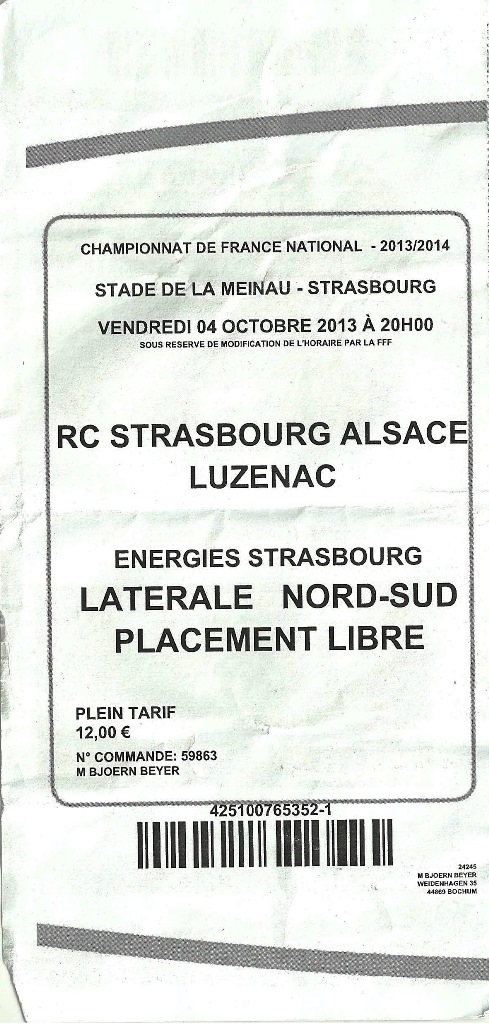 CHAMPIONNAT DE FRANCE NATIONAL - 2013/2014
STADE DE LA MEINAU - STRASBOURG
VENDREDI 04 OCTOBRE 2013 À 20H00
SOUS RESERVE DE MODIFICATION DE L'HORAIRE PAR LA FFF
RC STRASBOURG ALSACE
LUZENAC
ENERGIES STRASBOURG
LATERALE NORD-SUD
PLACEMENT LIBRE
PLEIN TARIF
12,00 €
N° COMMANDE: 59863
M BJOERN BEYER
425100765352-1
24245
M BJOERN BEYER
WEIDENHAGEN 35
44869 BOCHUM